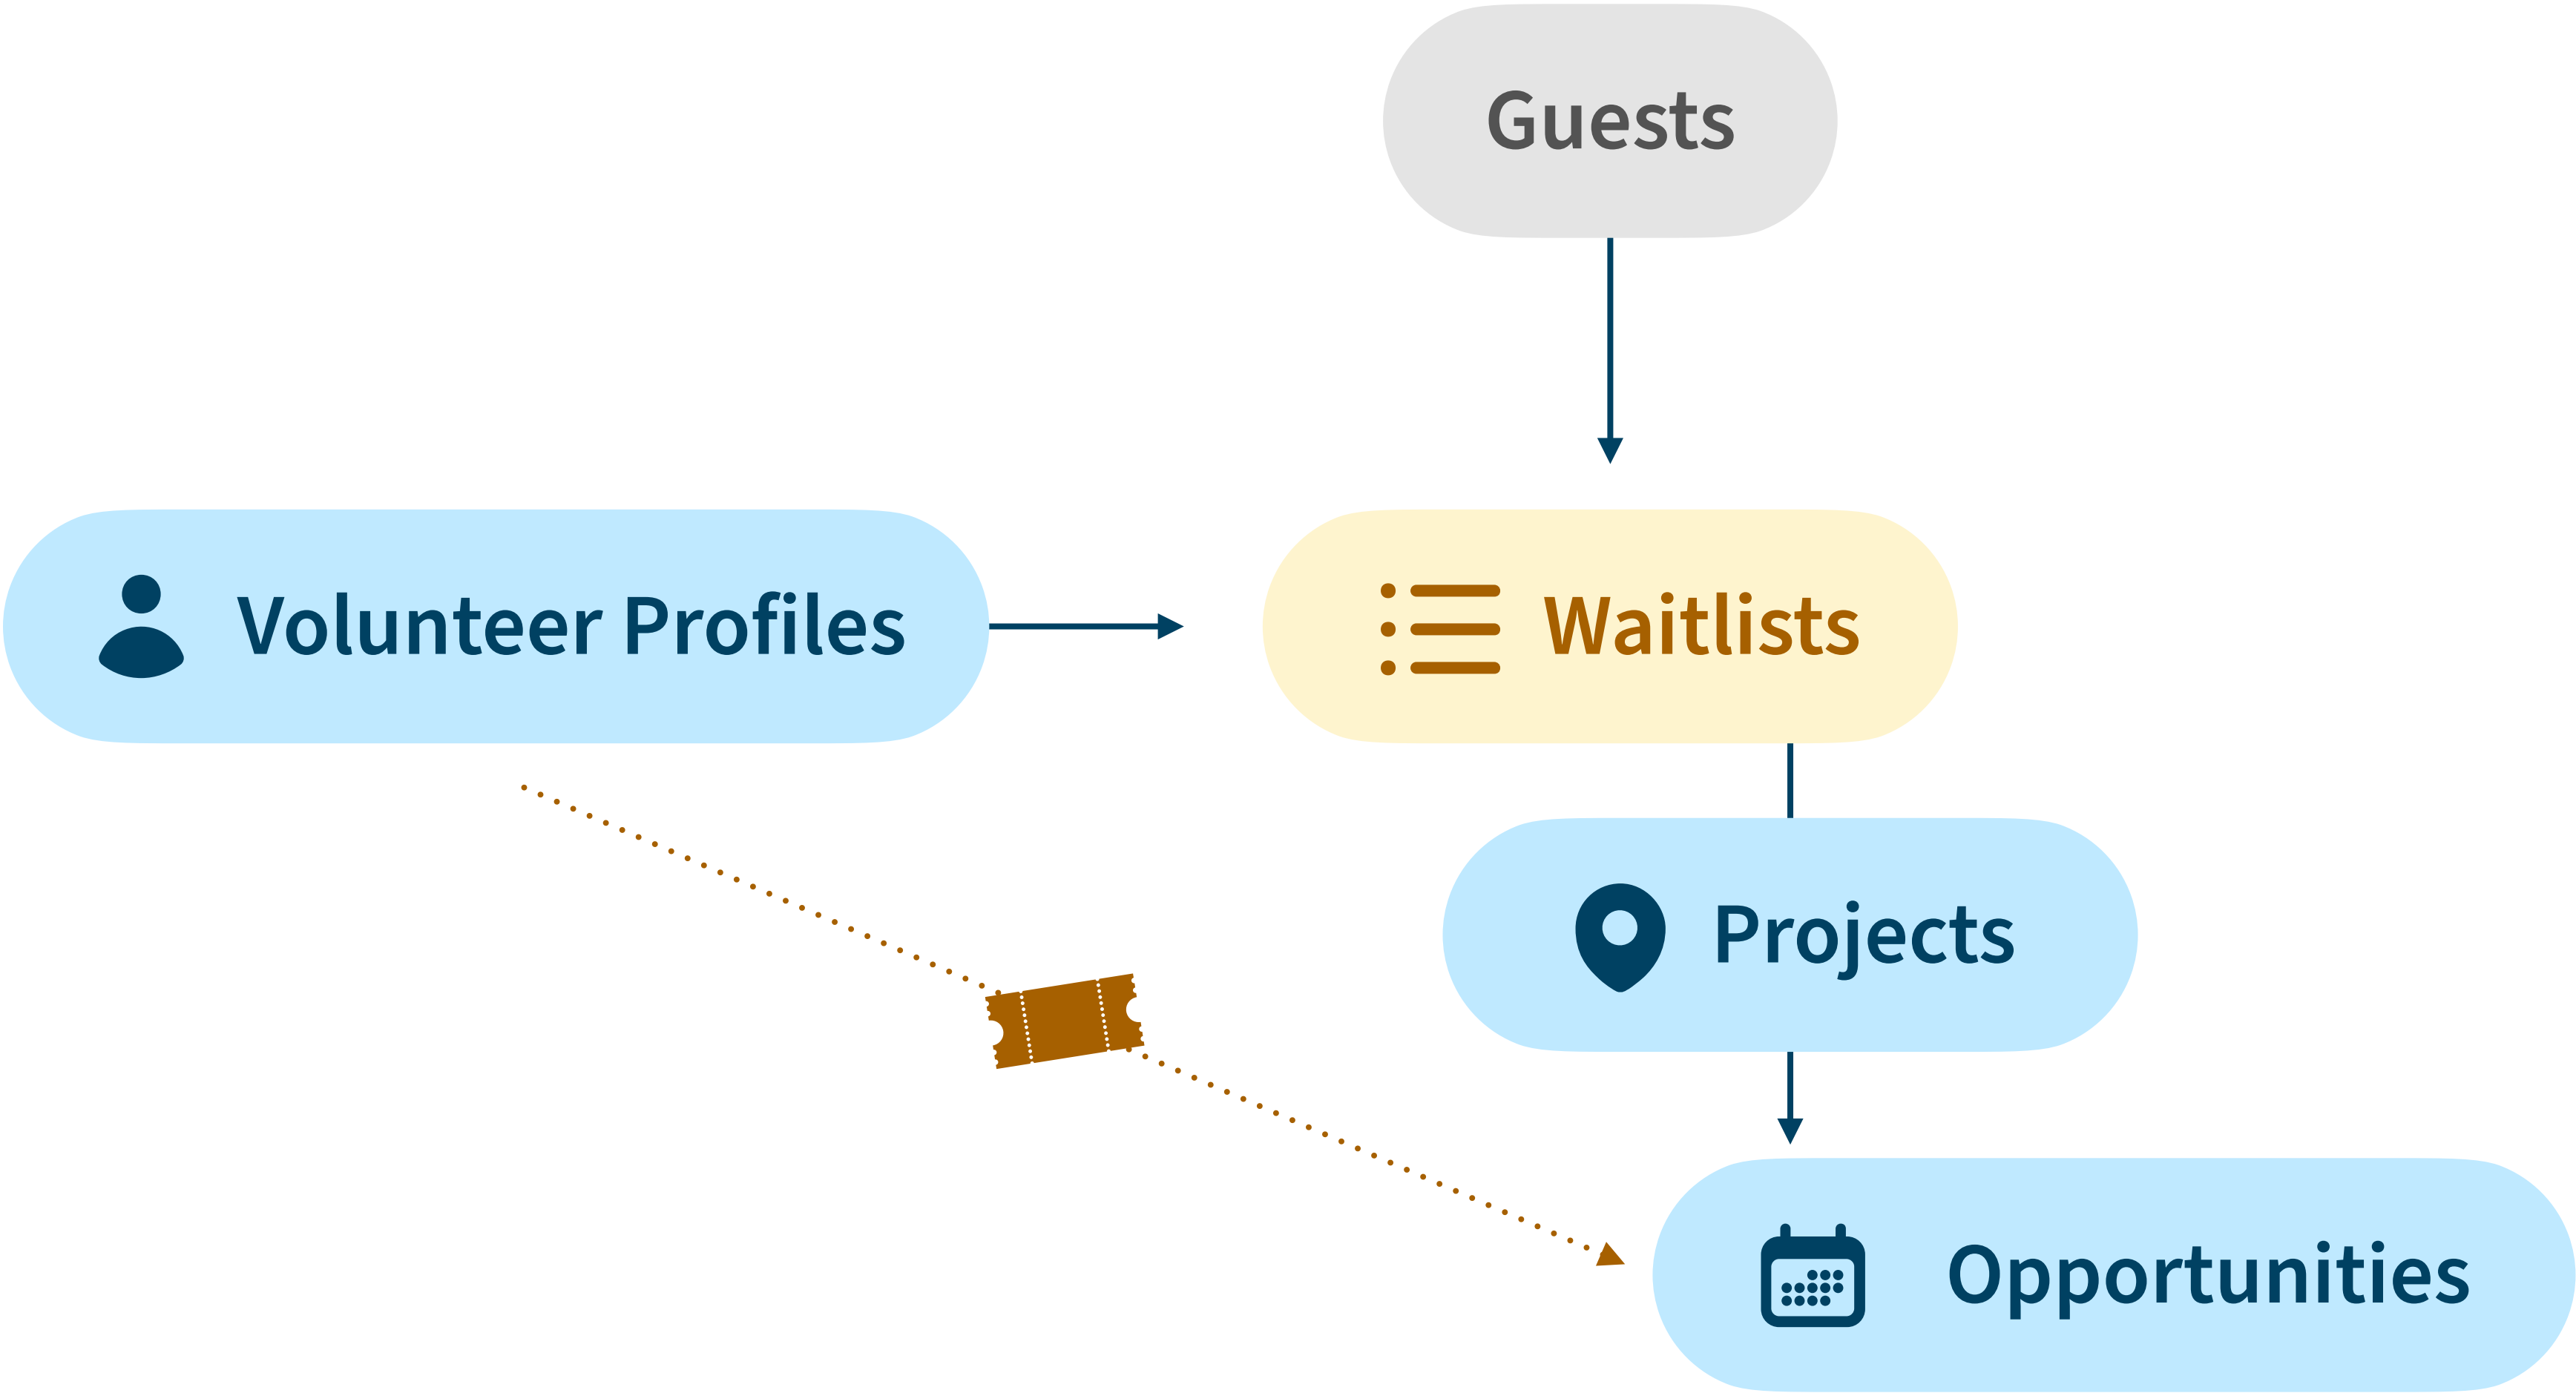 Guests
Volunteer Profiles
Waitlists
Projects
Opportunities